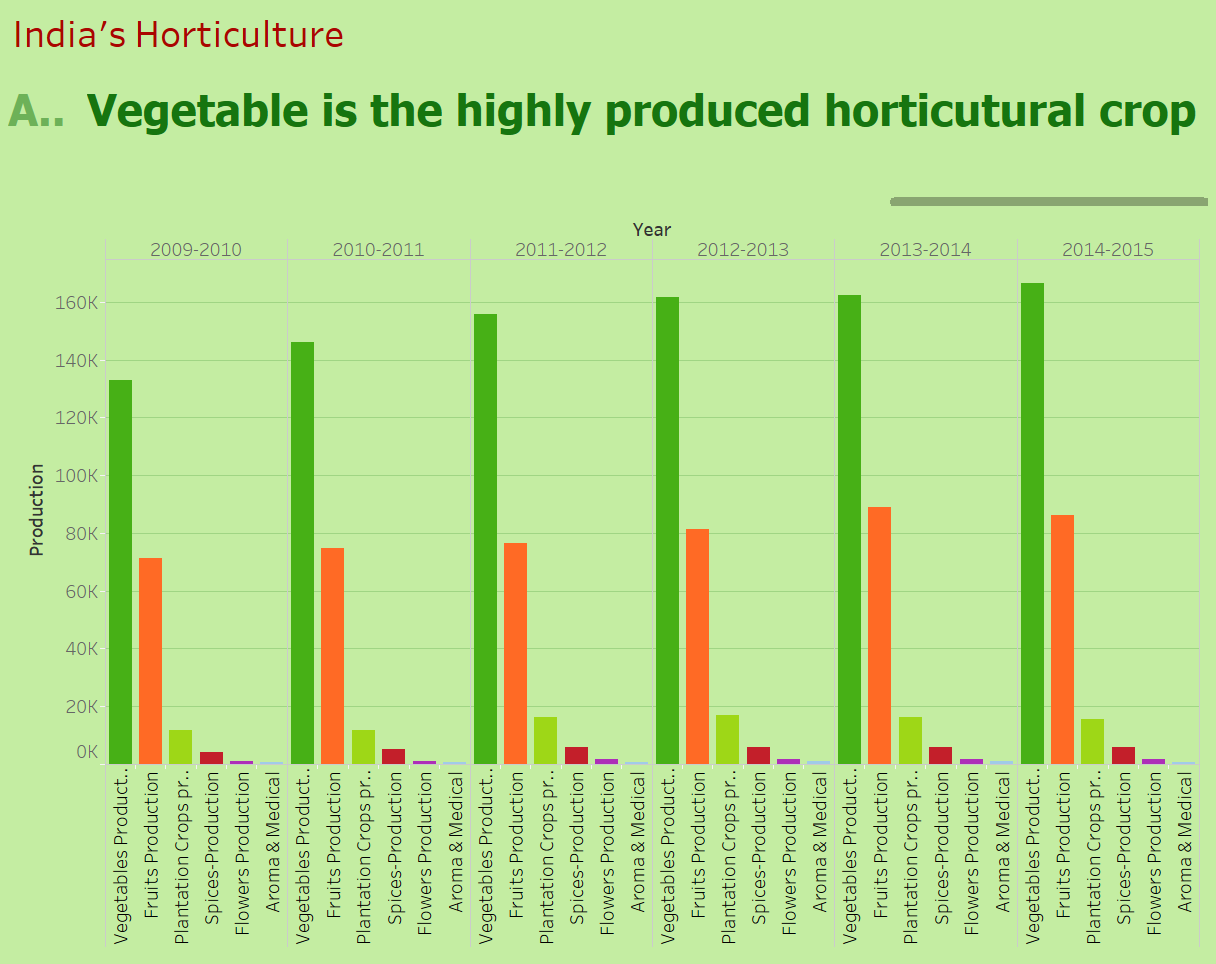 India’s Horticulture
A.. Vegetable is the highly produced horticutural crop
Year
2009-2010 2010-2011 2011-2012 2012-2013 2013-2014 2014-2015
Production
160K
140K
120K
100K
80K
60K
40K
20K
0K
Vegetables Product..
Fruits Production
Plantation Crops pr..
Spices-Production
Flowers Production
Aroma & Medical
Vegetables Product..
Fruits Production
Plantation Crops pr..
Spices-Production
Flowers Production
Aroma & Medical
Vegetables Product..
Fruits Production
Plantation Crops pr..
Spices-Production
Flowers Production
Aroma & Medical
Vegetables Product..
Fruits Production
Plantation Crops pr..
Spices-Production
Flowers Production
Aroma & Medical
Vegetables Product..
Fruits Production
Plantation Crops pr..
Spices-Production
Flowers Production
Aroma & Medical
Vegetables Product..
Fruits Production
Plantation Crops pr..
Spices-Production
Flowers Production
Aroma & Medical